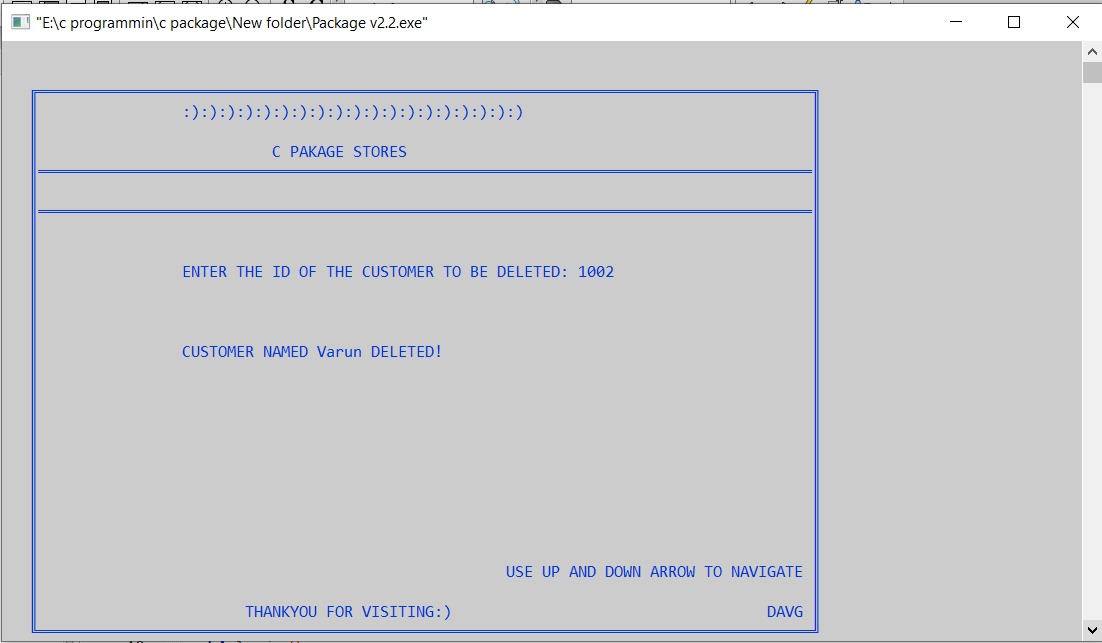 "E:\c programmin\c package\New folder\Package v2.2.exe"
:):):):):):):):):):):):):):):):):):):)
C PAKAGE STORES
ENTER THE ID OF THE CUSTOMER TO BE DELETED: 1002
CUSTOMER NAMED Varun DELETED!
USE UP AND DOWN ARROW TO NAVIGATE
THANKYOU FOR VISITING:)
DAVG